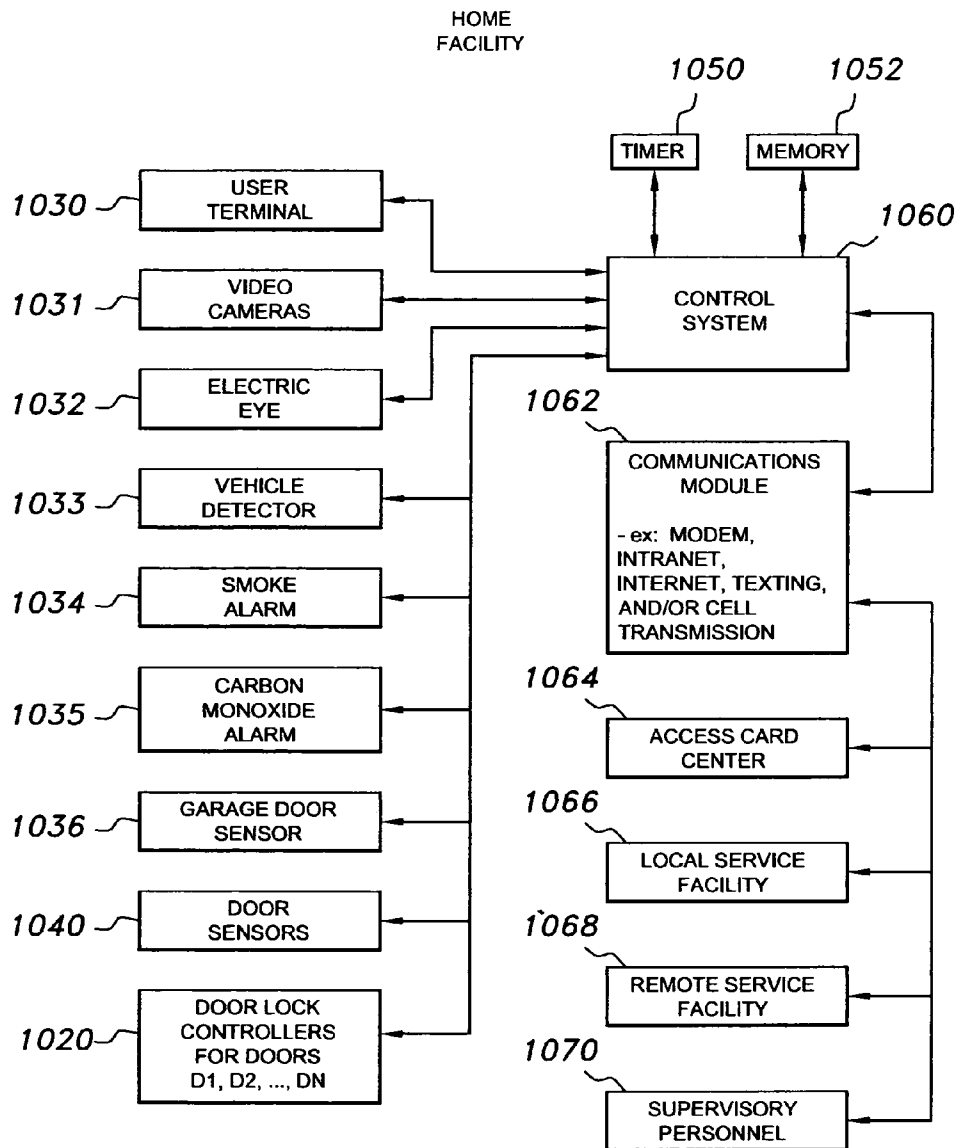 HOME
FACILITY
1050
1052
TIMER
MEMORY
1030
USER
TERMINAL
1060
CONTROL
SYSTEM
1031
VIDEO
CAMERAS
1032
ELECTRIC
EYE
1062
COMMUNICATIONS
MODULE
- ex: MODEM,
INTRANET,
INTERNET, TEXTING,
AND/OR CELL
TRANSMISSION
1033
VEHICLE
DETECTOR
1034
SMOKE
ALARM
1035
CARBON
MONOXIDE
ALARM
1064
ACCESS CARD
CENTER
1036
GARAGE DOOR
SENSOR
1066
LOCAL SERVICE
FACILITY
1040
DOOR
SENSORS
1068
REMOTE SERVICE
FACILITY
1020
DOOR LOCK
CONTROLLERS
FOR DOORS
D1, D2, ..., DN
1070
SUPERVISORY
PERSONNEL